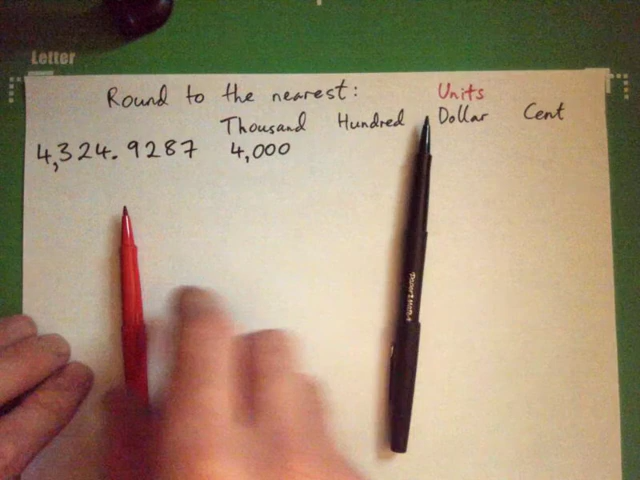 Letter
Round to the nearest: Units
Thousand Hundred Dollar Cent
4,324.9287 4,000